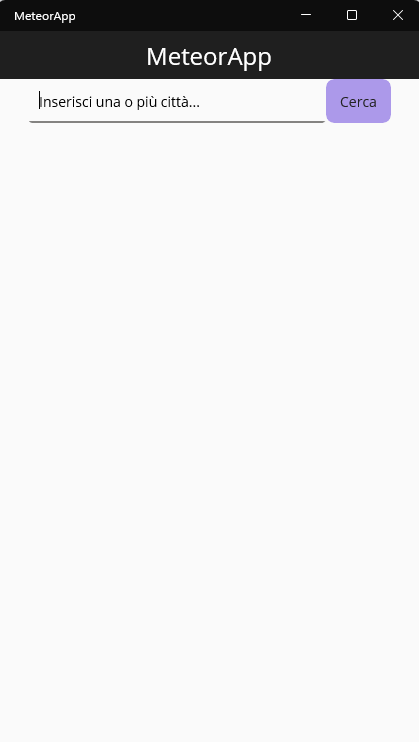 MeteorApp
MeteorApp
Inserisci una o più città...
Cerca